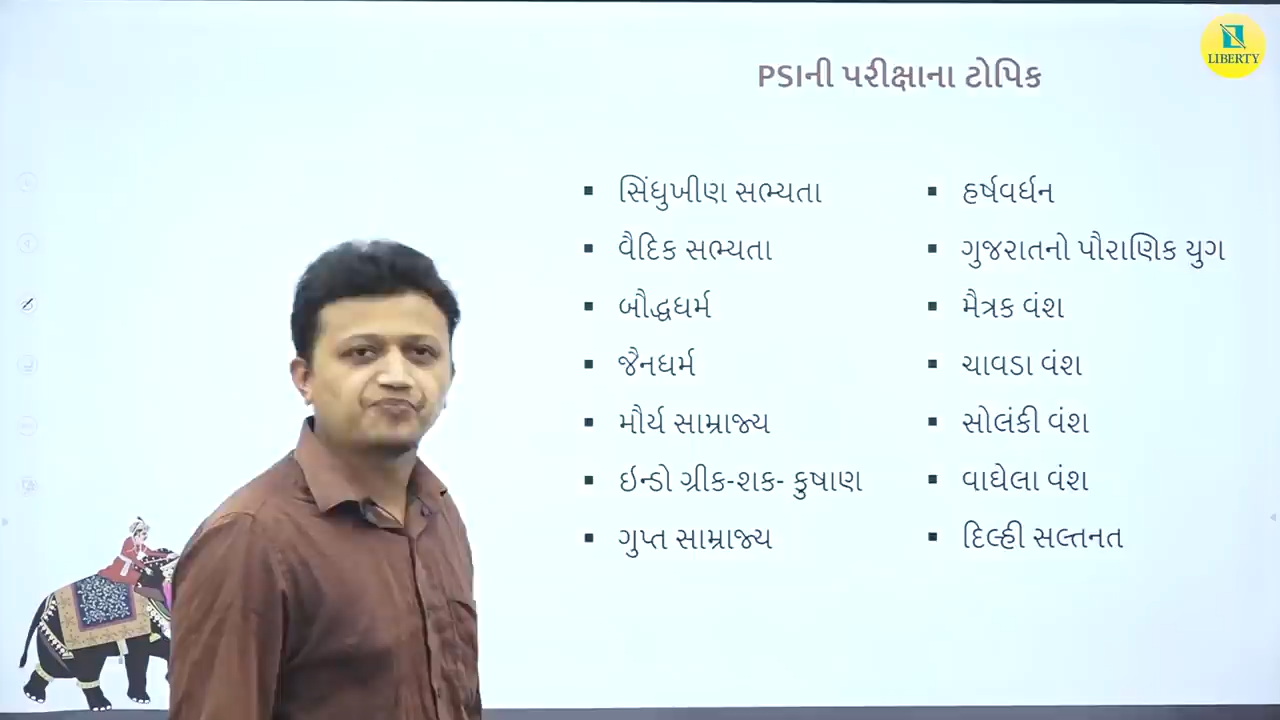 LIBERTY
PSIની પરીક્ષાના ટોપિક
▪ સિંધુખીણ સભ્યતા
▪ વૈદિક સભ્યતા
▪ બૌદ્ધધર્મ
▪ જૈનધર્મ
▪ મૌર્ય સામ્રાજ્ય
▪ ઇન્ડો ગ્રીક-શક- કુષાણ
▪ ગુપ્ત સામ્રાજ્ય
▪ હર્ષવર્ધન
▪ ગુજરાતનો પૌરાણિક યુગ
▪ મૈત્રક વંશ
▪ ચાવડા વંશ
▪ સોલંકી વંશ
▪ વાઘેલા વંશ
▪ દિલ્હી સલ્તનત